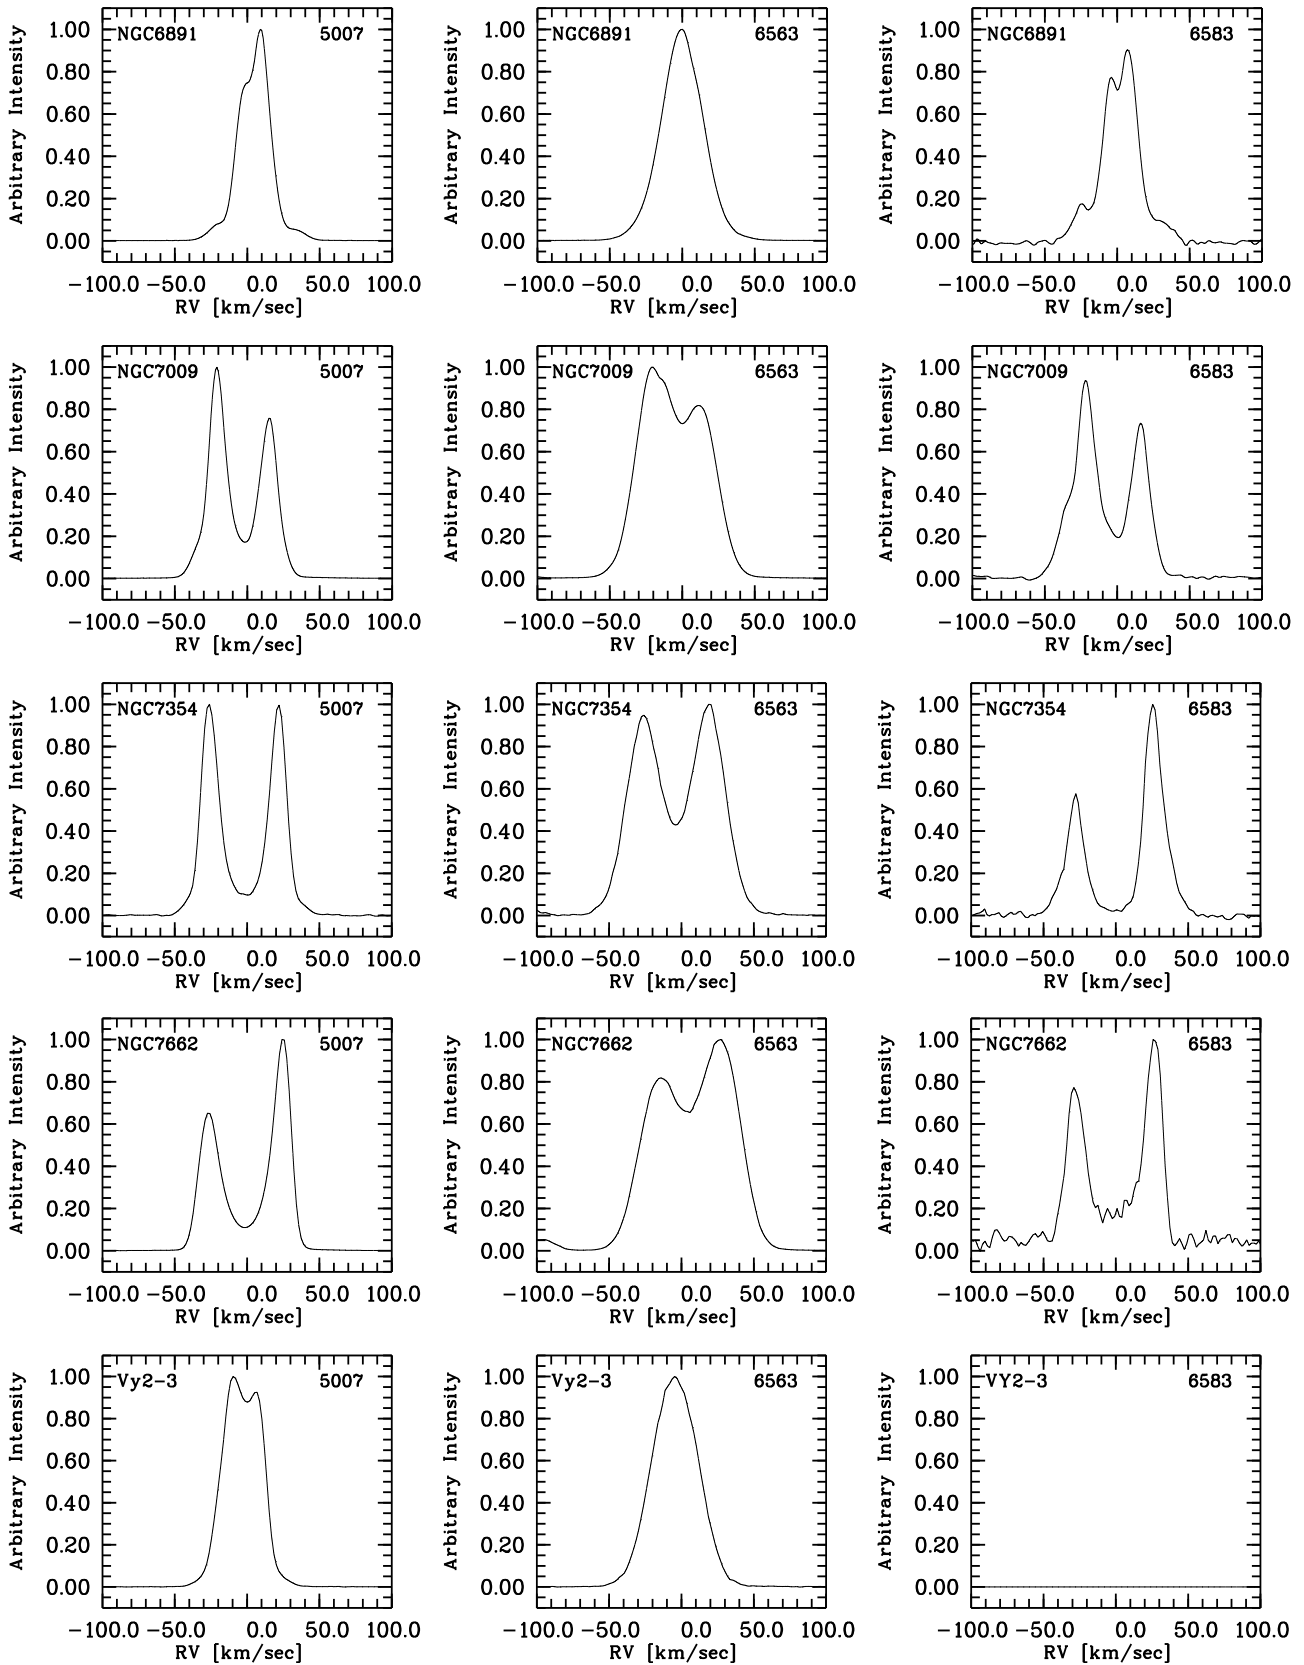 NGC6891 5007
1.00
0.80
0.60
0.40
0.20
0.00
Arbitrary Intensity
-100.0 -50.0 0.0 50.0 100.0
RV [km/sec]
NGC6891 6563
1.00
0.80
0.60
0.40
0.20
0.00
Arbitrary Intensity
-100.0 -50.0 0.0 50.0 100.0
RV [km/sec]
NGC6891 6583
1.00
0.80
0.60
0.40
0.20
0.00
Arbitrary Intensity
-100.0 -50.0 0.0 50.0 100.0
RV [km/sec]
NGC7009 5007
1.00
0.80
0.60
0.40
0.20
0.00
Arbitrary Intensity
-100.0 -50.0 0.0 50.0 100.0
RV [km/sec]
NGC7009 6563
1.00
0.80
0.60
0.40
0.20
0.00
Arbitrary Intensity
-100.0 -50.0 0.0 50.0 100.0
RV [km/sec]
NGC7009 6583
1.00
0.80
0.60
0.40
0.20
0.00
Arbitrary Intensity
-100.0 -50.0 0.0 50.0 100.0
RV [km/sec]
NGC7354 5007
1.00
0.80
0.60
0.40
0.20
0.00
Arbitrary Intensity
-100.0 -50.0 0.0 50.0 100.0
RV [km/sec]
NGC7354 6563
1.00
0.80
0.60
0.40
0.20
0.00
Arbitrary Intensity
-100.0 -50.0 0.0 50.0 100.0
RV [km/sec]
NGC7354 6583
1.00
0.80
0.60
0.40
0.20
0.00
Arbitrary Intensity
-100.0 -50.0 0.0 50.0 100.0
RV [km/sec]
NGC7662 5007
1.00
0.80
0.60
0.40
0.20
0.00
Arbitrary Intensity
-100.0 -50.0 0.0 50.0 100.0
RV [km/sec]
NGC7662 6563
1.00
0.80
0.60
0.40
0.20
0.00
Arbitrary Intensity
-100.0 -50.0 0.0 50.0 100.0
RV [km/sec]
NGC7662 6583
1.00
0.80
0.60
0.40
0.20
0.00
Arbitrary Intensity
-100.0 -50.0 0.0 50.0 100.0
RV [km/sec]
Vy2-3 5007
1.00
0.80
0.60
0.40
0.20
0.00
Arbitrary Intensity
-100.0 -50.0 0.0 50.0 100.0
RV [km/sec]
Vy2-3 6563
1.00
0.80
0.60
0.40
0.20
0.00
Arbitrary Intensity
-100.0 -50.0 0.0 50.0 100.0
RV [km/sec]
VY2-3 6583
1.00
0.80
0.60
0.40
0.20
0.00
Arbitrary Intensity
-100.0 -50.0 0.0 50.0 100.0
RV [km/sec]